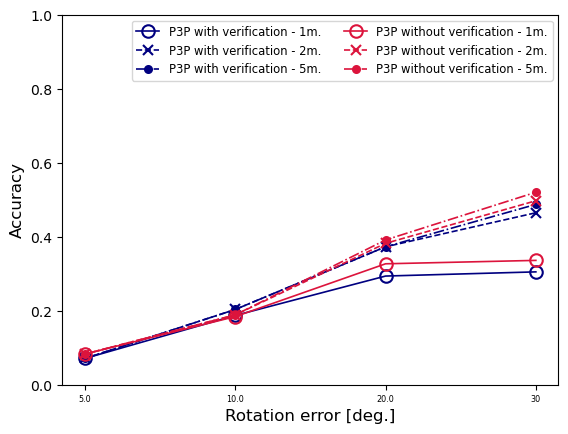 P3P with verification - 1m.
P3P with verification - 2m.
P3P with verification - 5m.
P3P without verification - 1m.
P3P without verification - 2m.
P3P without verification - 5m.
Accuracy
1.0
0.8
0.6
0.4
0.2
0.0
5.0 10.0 20.0 30
Rotation error [deg.]